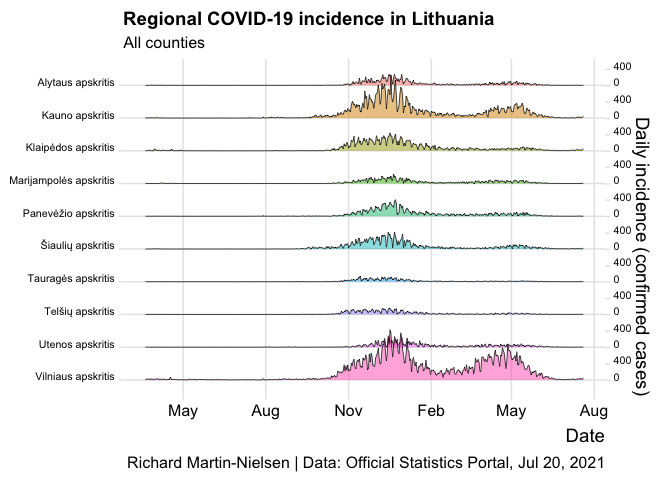 Regional COVID-19 incidence in Lithuania
All counties
Alytaus apskritis
Kauno apskritis
Klaipėdos apskritis
Marijampolės apskritis
Panevėžio apskritis
Šiaulių apskritis
Tauragės apskritis
Telšių apskritis
Utenos apskritis
Vilniaus apskritis
400
0
400
0
400
0
400
0
400
0
400
0
400
0
400
0
400
0
400
0
Daily incidence (confirmed cases)
May Aug Nov Feb May Aug
Date
Richard Martin-Nielsen | Data: Official Statistics Portal, Jul 20, 2021